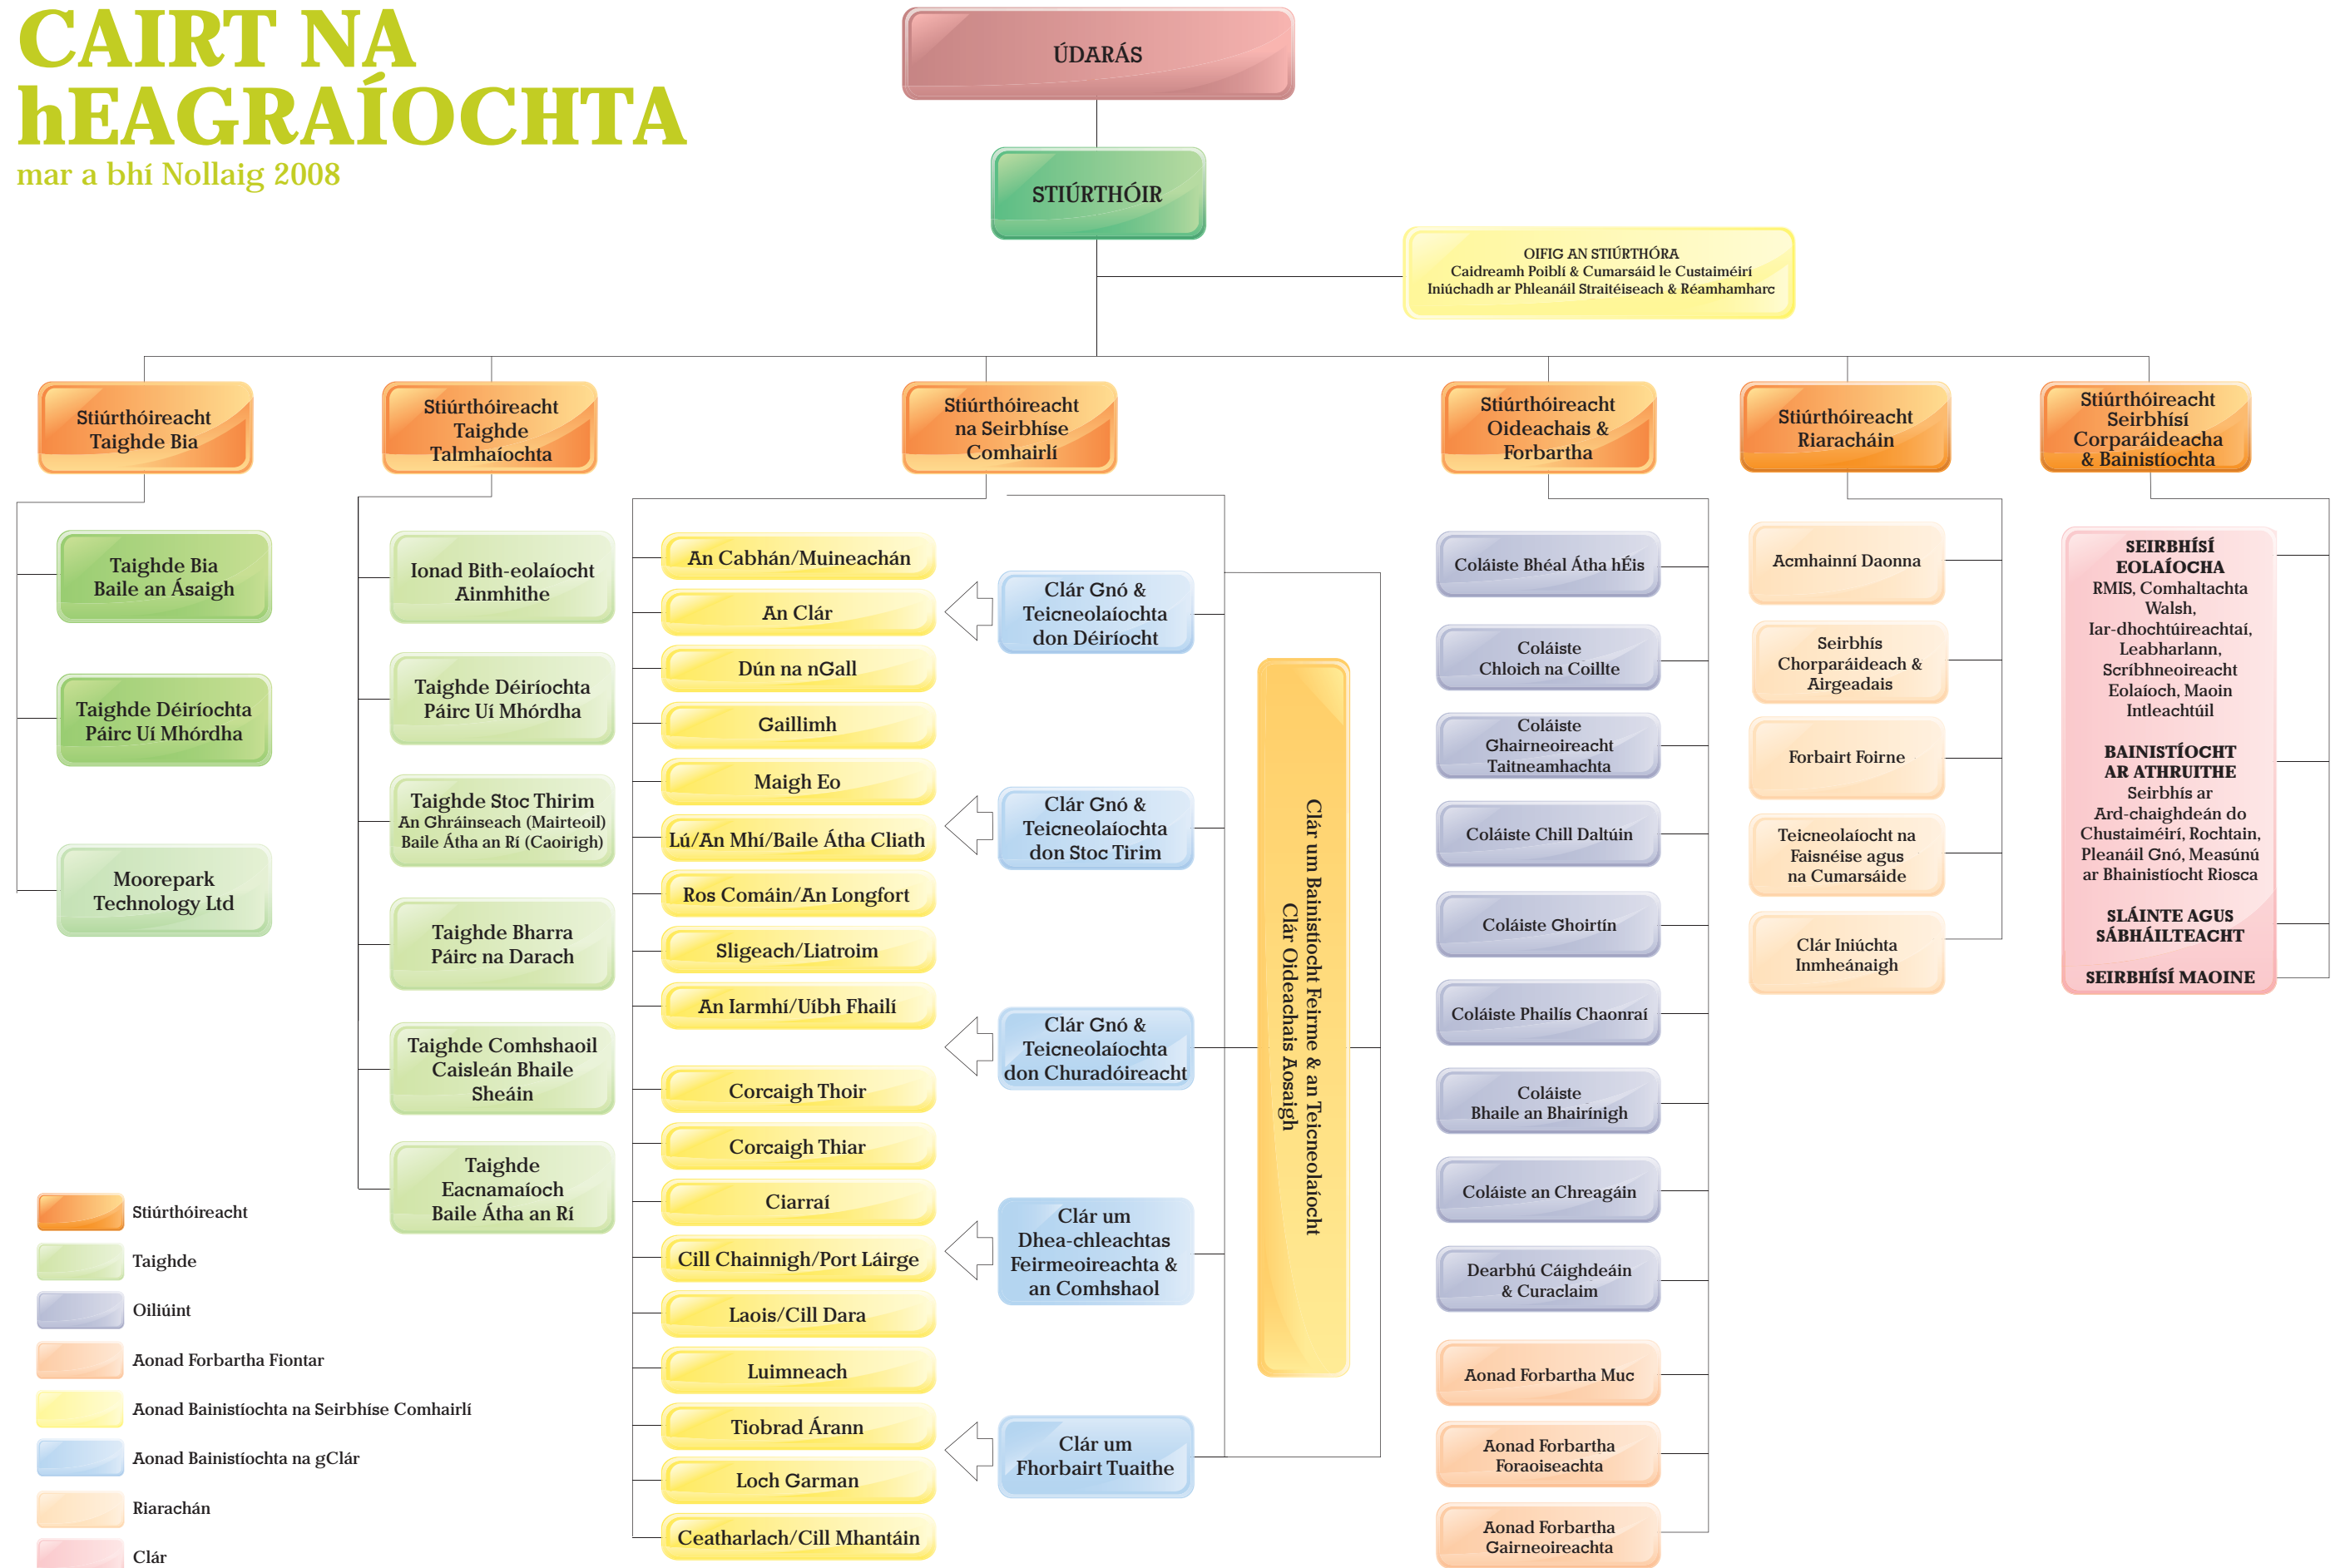 CAIRT NA
hEAGRAÍOCHTA
mar a bhí Nollaig 2008
ÚDARÁS
STIÚRTHÓIR
OIFIG AN STIÚRTHÓRA
Caidreamh Poiblí & Cumarsáid le Custaiméirí
Iniúchadh ar Phleanáil Straitéiseach & Réamhamharc
Stiúrthóireacht
Taighde Bia
Stiúrthóireacht
Taighde
Talmhaíochta
Stiúrthóireacht
na Seirbhíse
Comhairlí
Stiúrthóireacht
Oideachais &
Forbartha
Stiúrthóireacht
Riaracháin
Stiúrthóireacht
Seirbhísí
Corparáideacha
& Bainistíochta
Taighde Bia
Baile an Ásaigh
Taighde Déiríochta
Páirc Uí Mhórdha
Moorepark
Technology Ltd
Ionad Bith-eolaíocht
Ainmhithe
Taighde Déiríochta
Páirc Uí Mhórdha
Taighde Stoc Thirim
An Ghráinseach (Mairteoil)
Baile Átha an Rí (Caoirigh)
Taighde Bharra
Páirc na Darach
Taighde Comhshaoil
Caisleán Bhaile
Sheáin
Taighde
Eacnamaíoch
Baile Átha an Rí
An Cabhán/Muineachán
An Clár
Dún na nGall
Gaillimh
Maigh Eo
Lú/An Mhí/Baile Átha Cliath
Ros Comáin/An Longfort
Sligeach/Liatroim
An Iarmhí/Uíbh Fhailí
Corcaigh Thoir
Corcaigh Thiar
Ciarraí
Cill Chainnigh/Port Láirge
Laois/Cill Dara
Luimneach
Tiobrad Árann
Loch Garman
Ceatharlach/Cill Mhantáin
Clár Gnó &
Teicneolaíochta
don Déiríocht
Clár Gnó &
Teicneolaíochta
don Stoc Tirim
Clár Gnó &
Teicneolaíochta
don Churadóireacht
Clár um
Dhea-chleachtas
Feirmeoireachta &
an Comhshaol
Clár um
Fhorbairt Tuaithe
Clár um Bainistíocht Feirme & an Teicneolaíocht
Clár Oideachais Aosaigh
Coláiste Bhéal Átha hÉis
Coláiste
Chloich na Coillte
Coláiste
Ghairneoireacht
Taitneamhachta
Coláiste Chill Daltúin
Coláiste Ghoirtín
Coláiste Phailís Chaonraí
Coláiste
Bhaile an Bhairínigh
Coláiste an Chreagáin
Dearbhú Cáighdeáin
& Curaclaim
Aonad Forbartha Muc
Aonad Forbartha
Foraoiseachta
Aonad Forbartha
Gairneoireachta
Acmhainní Daonna
Seirbhís
Chorparáideach &
Airgeadais
Forbairt Foirne
Teicneolaíocht na
Faisnéise agus
na Cumarsáide
Clár Iniúchta
Inmheánaigh
SEIRBHÍSÍ
EOLAÍOCHA
RMIS, Comhaltachta
Walsh,
Iar-dhochtúireachtaí,
Leabharlann,
Scríbhneoireacht
Eolaíoch, Maoin
Intleachtúil
BAINISTÍOCHT
AR ATHRUITHE
Seirbhís ar
Ard-chaighdeán do
Chustaiméirí, Rochtain,
Pleanáil Gnó, Measúnú
ar Bhainistíocht Riosca
SLÁINTE AGUS
SÁBHÁILTEACHT
SEIRBHÍSÍ MAOINE
Stiúrthóireacht
Taighde
Oiliúint
Aonad Forbartha Fiontar
Aonad Bainistíochta na Seirbhíse Comhairlí
Aonad Bainistíochta na gClár
Riarachán
Clár